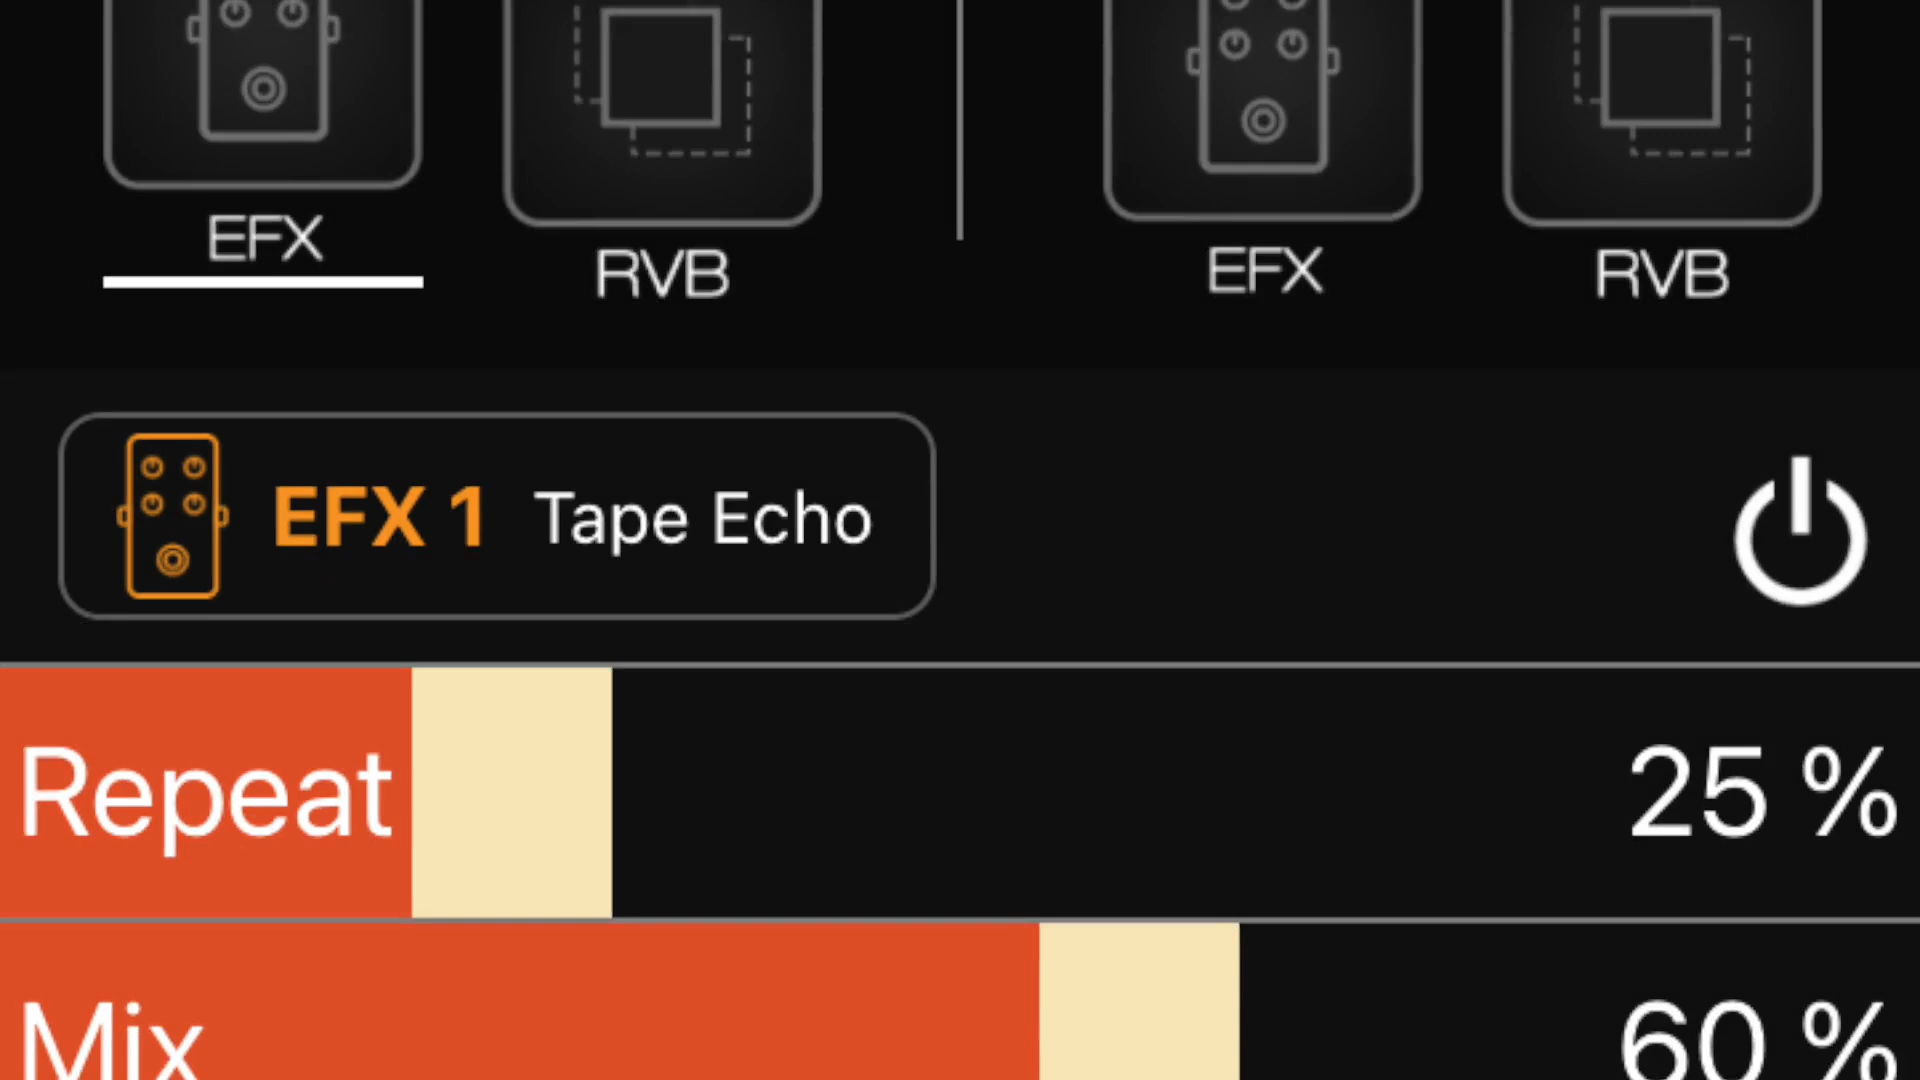 EFX RVB EFX RVB
EFX 1 Tape Echo
Repeat 25 %
Mix 60 %